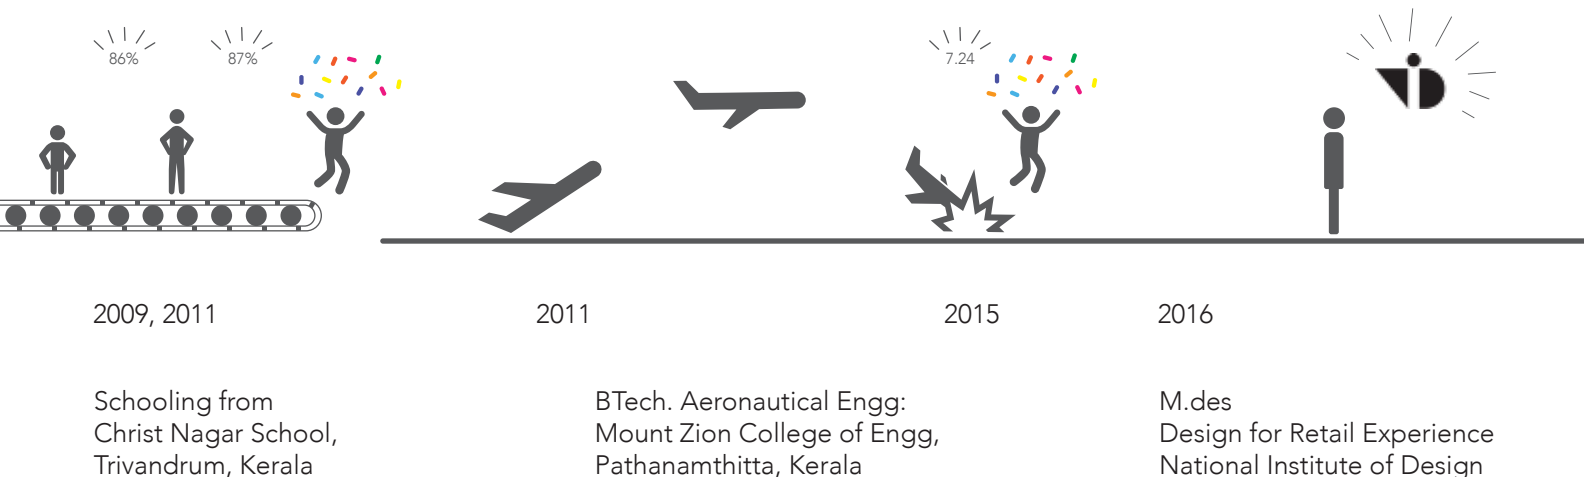 86%
87%
7.24
2009, 2011
2011
2015
2016
Schooling from
Christ Nagar School,
Trivandrum, Kerala
BTech. Aeronautical Engg:
Mount Zion College of Engg,
Pathanamthitta, Kerala
M.des
Design for Retail Experience
National Institute of Design